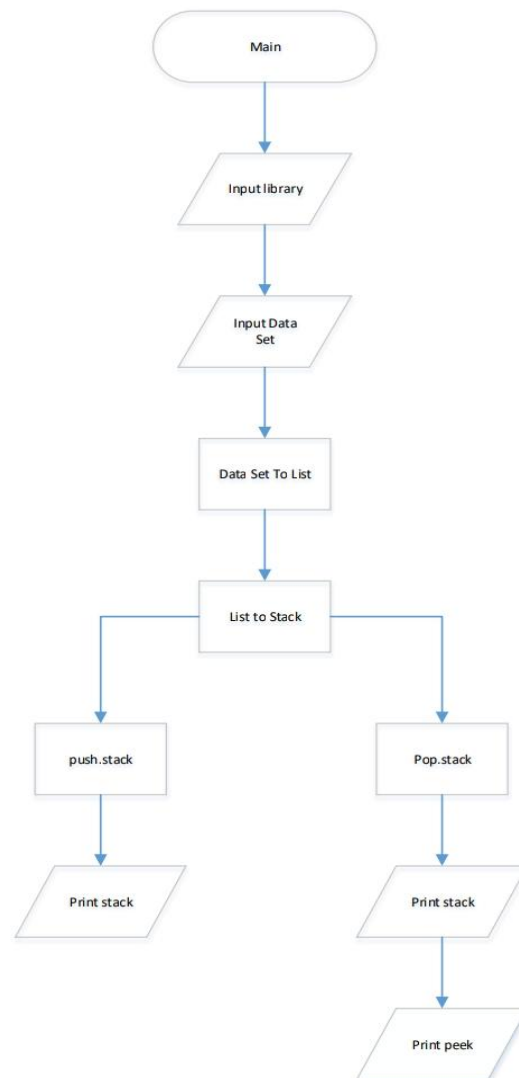 Main
Input library
Input Data
Set
Data Set To List
List to Stack
push.stack
Pop.stack
Print stack
Print stack
Print peek